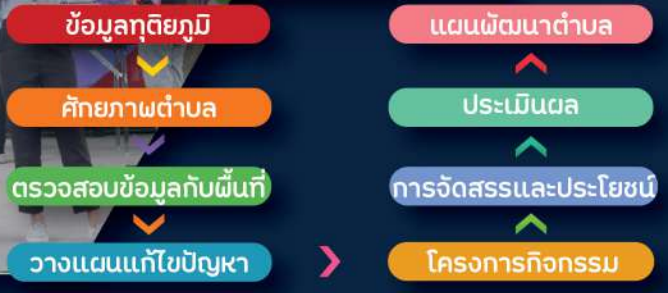 ข้อมูลทุติยภูมิ
ศักยภาพตำบล
ตรวจสอบข้อมูลกับพื้นที่
วางแผนแก้ไขปัญหา
โครงการกิจกรรม
การจัดสรรและประโยชน์
ประเมินผล
แผนพัฒนาตำบล